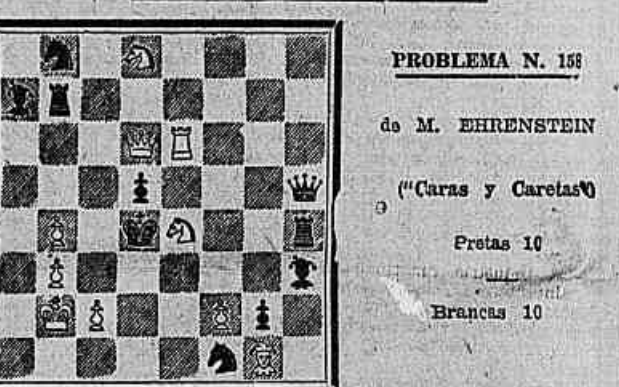 PROBLEMA N. 158
de M. EHRENSTEIN
("Caras y Caretas")
Pretas 10
Brancas 10